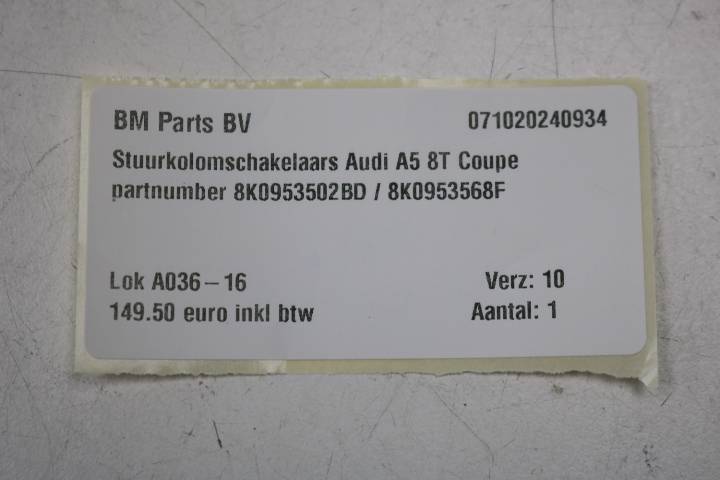 BM Parts BV 071020240934
Stuurkolomschakelaars Audi A5 8T Coupe
partnumber 8K0953502BD / 8K0953568F
Lok A036-16 Verz: 10
149.50 euro inkl btw Aantal: 1